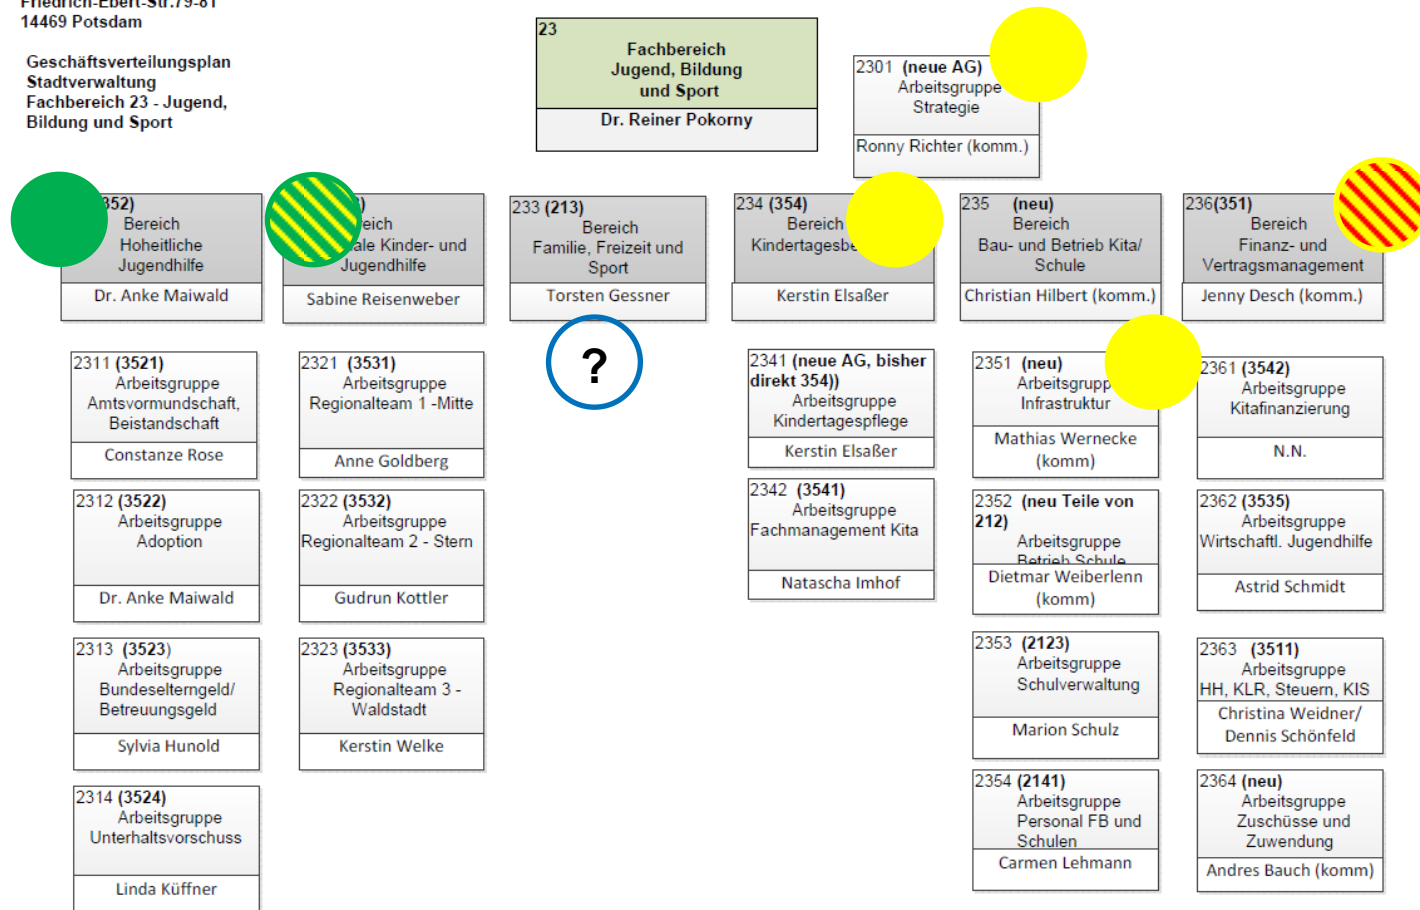 Friedrich-Ebert-Str.79-81
14469 Potsdam
Geschäftsverteilungsplan
Stadtverwaltung
Fachbereich 23 - Jugend,
Bildung und Sport
23
Fachbereich
Jugend, Bildung
und Sport
Dr. Reiner Pokorny
2301 (neue AG)
Arbeitsgruppe
Strategie
Ronny Richter (komm.)
352)
Bereich
Hoheitliche
Jugendhilfe
Dr. Anke Maiwald
Kinder- und
Jugendhilfe
Sabine Reisenweber
233 (213)
Bereich
Familie, Freizeit und
Sport
Torsten Gessner
?
234 (354)
Bereich
Kerstin Elsaßer
235 (neu)
Bereich
Bau- und Betrieb Kita/
Schule
Christian Hilbert (komm.)
236(351)
Bereich
Finanz- und
Vertragsmanagement
Jenny Desch (komm.)
2311 (3521)
Arbeitsgruppe
Amtsvormundschaft,
Beistandschaft
Constanze Rose
2312 (3522)
Arbeitsgruppe
Adoption
Dr. Anke Maiwald
2313 (3523)
Arbeitsgruppe
Bundeselterngeld/
Betreuungsgeld
Sylvia Hunold
2314 (3524)
Arbeitsgruppe
Unterhaltsvorschuss
Linda Küffner
2321 (3531)
Arbeitsgruppe
Regionalteam 1 -Mitte
Anne Goldberg
2322 (3532)
Arbeitsgruppe
Regionalteam 2 - Stern
Gudrun Kottler
2323 (3533)
Arbeitsgruppe
Regionalteam 3 -
Waldstadt
Kerstin Welke
2341 (neue AG, bisher
direkt 354))
Arbeitsgruppe
Kindertagespflege
Kerstin Elsaßer
2342 (3541)
Arbeitsgruppe
Fachmanagement Kita
Natascha Imhof
2351 (neu)
Arbeitsgruppe
Infrastruktur
Mathias Wernecke
(komm)
2352 (neu Teile von
212)
Arbeitsgruppe
Betrieb Schule
Dietmar Weiberlenn
(komm)
2353 (2123)
Arbeitsgruppe
Schulverwaltung
Marion Schulz
2354 (2141)
Arbeitsgruppe
Personal FB und
Schulen
Carmen Lehmann
2361 (3542)
Arbeitsgruppe
Kitafinanzierung
N.N.
2362 (3535)
Arbeitsgruppe
Wirtschaftl. Jugendhilfe
Astrid Schmidt
2363 (3511)
Arbeitsgruppe
HH, KLR, Steuern, KIS
Christina Weidner/
Dennis Schönfeld
2364 (neu)
Arbeitsgruppe
Zuschüsse und
Zuwendung
Andres Bauch (komm)